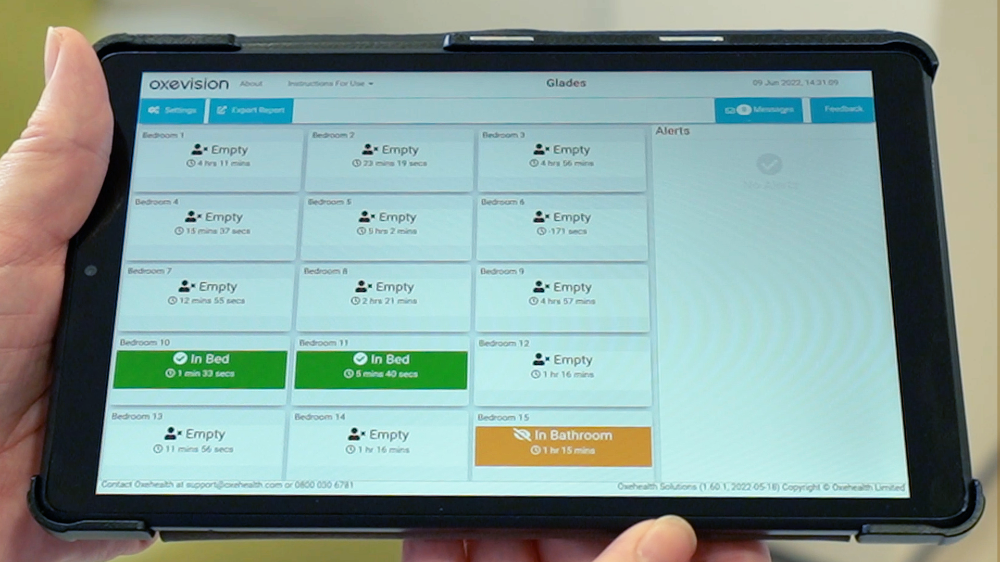 oxevision About Instructions For Use Glades 09 Jun 2022, 14:31:09
Settings Export Report Messages Feedback
Bedroom 1 Bedroom 2 Bedroom 3 Alerts
Empty Empty Empty
4 hrs 11 mins 23 mins 19 secs 4 hrs 56 mins
No Alerts
Bedroom 4 Bedroom 5 Bedroom 6
Empty Empty Empty
15 mins 37 secs 5 hrs 2 mins -171 secs
Bedroom 7 Bedroom 8 Bedroom 9
Empty Empty Empty
12 mins 55 secs 2 hrs 21 mins 4 hrs 57 mins
Bedroom 10 Bedroom 11 Bedroom 12
In Bed In Bed Empty
1 min 33 secs 5 mins 40 secs 1 hr 16 mins
Bedroom 13 Bedroom 14 Bedroom 15
Empty Empty In Bathroom
11 mins 56 secs 1 hr 16 mins 1 hr 15 mins
Contact Oxehealth at support@oxehealth.com or 0800 030 6781 Oxehealth Solutions (1.60.1, 2022-05-18) Copyright © Oxehealth Limited